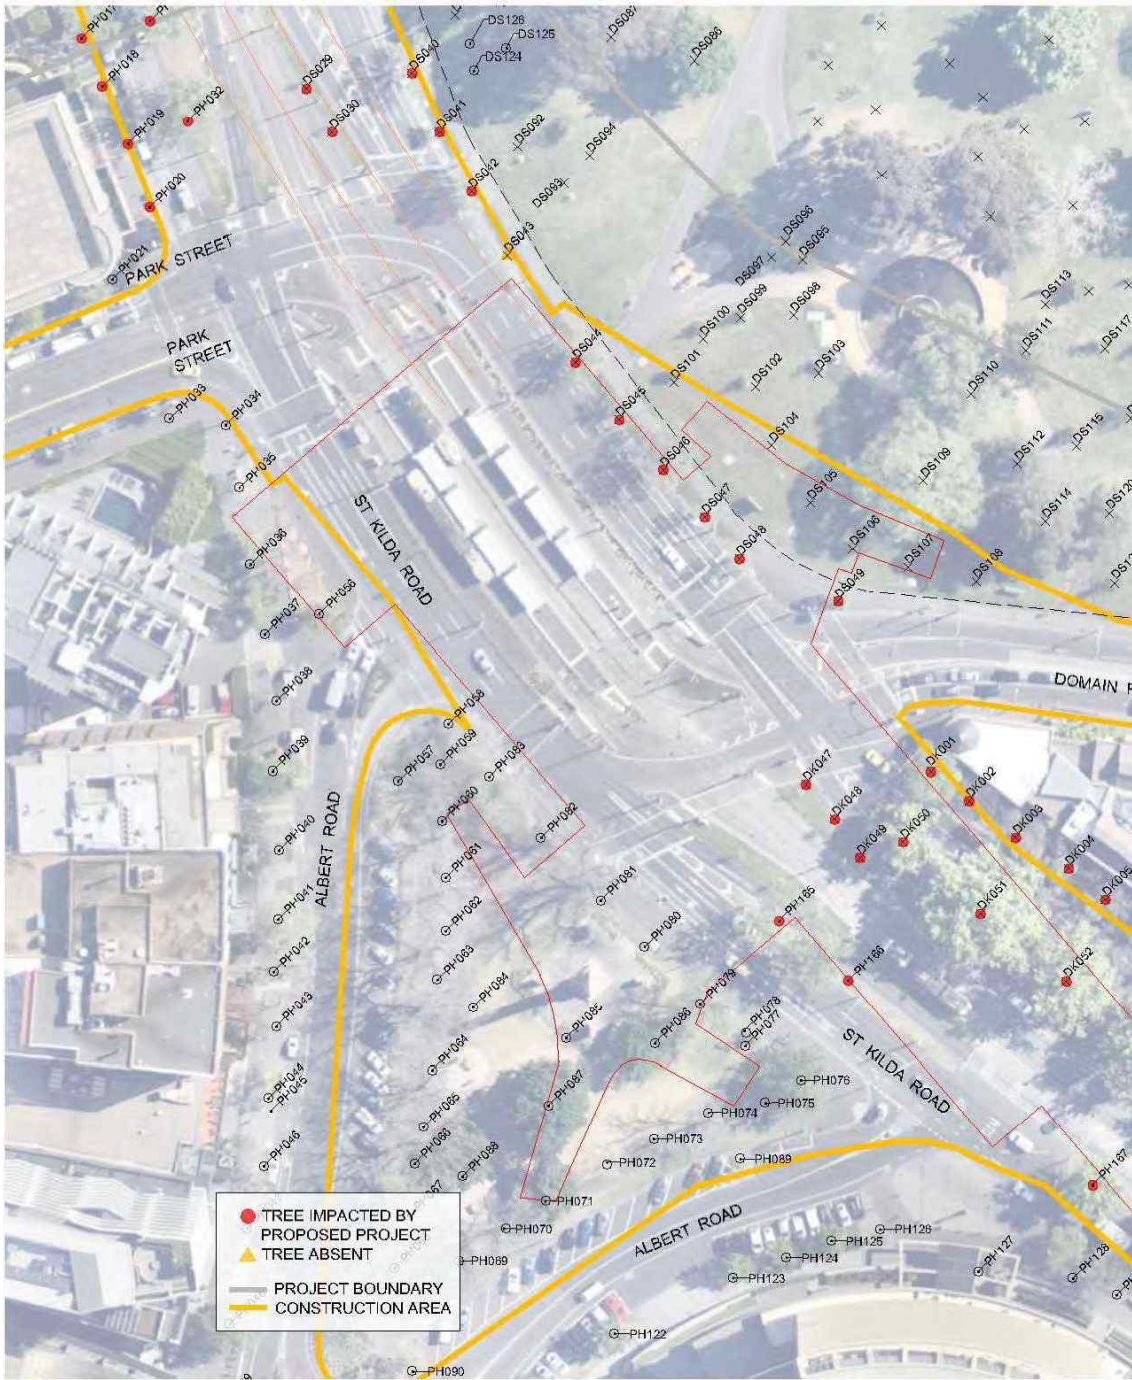 PH017
PH018
PH019
PH032
PH020
PH021
DS029
DS030
DS040
DS041
DS042
DS043
DS126
DS125
DS124
DS087
DS086
DS092
DS094
DS093
DS096
DS095
DS097
DS099
DS098
DS100
DS101
DS102
DS103
DS113
DS111
DS117
DS110
DS104
DS105
DS109
DS112
DS115
DS114
DS120
DS106
DS107
DS108
PARK STREET
PARK
STREET
PH033
PH034
PH035
PH036
PH037
PH056
PH038
PH039
PH040
PH041
PH042
PH043
PH044
PH045
PH046
DS044
DS045
DS046
DS047
DS048
DS049
ST KILDA ROAD
DOMAIN
PH058
PH059
PH057
PH083
PH060
PH082
PH061
PH062
PH063
PH084
PH064
PH065
PH066
PH088
PH085
PH086
PH087
PH081
PH080
PH079
PH078
PH077
PH076
PH075
PH074
PH073
PH072
PH071
PH070
PH089
ALBERT ROAD
DK047
DK048
DK049
DK050
DK001
DK002
DK003
DK004
DK005
DK051
DK052
PH165
PH166
ST KILDA ROAD
PH167
ALBERT ROAD
PH126
PH125
PH124
PH123
PH127
PH128
PH122
PH090
TREE IMPACTED BY
PROPOSED PROJECT
TREE ABSENT
PROJECT BOUNDARY
CONSTRUCTION AREA